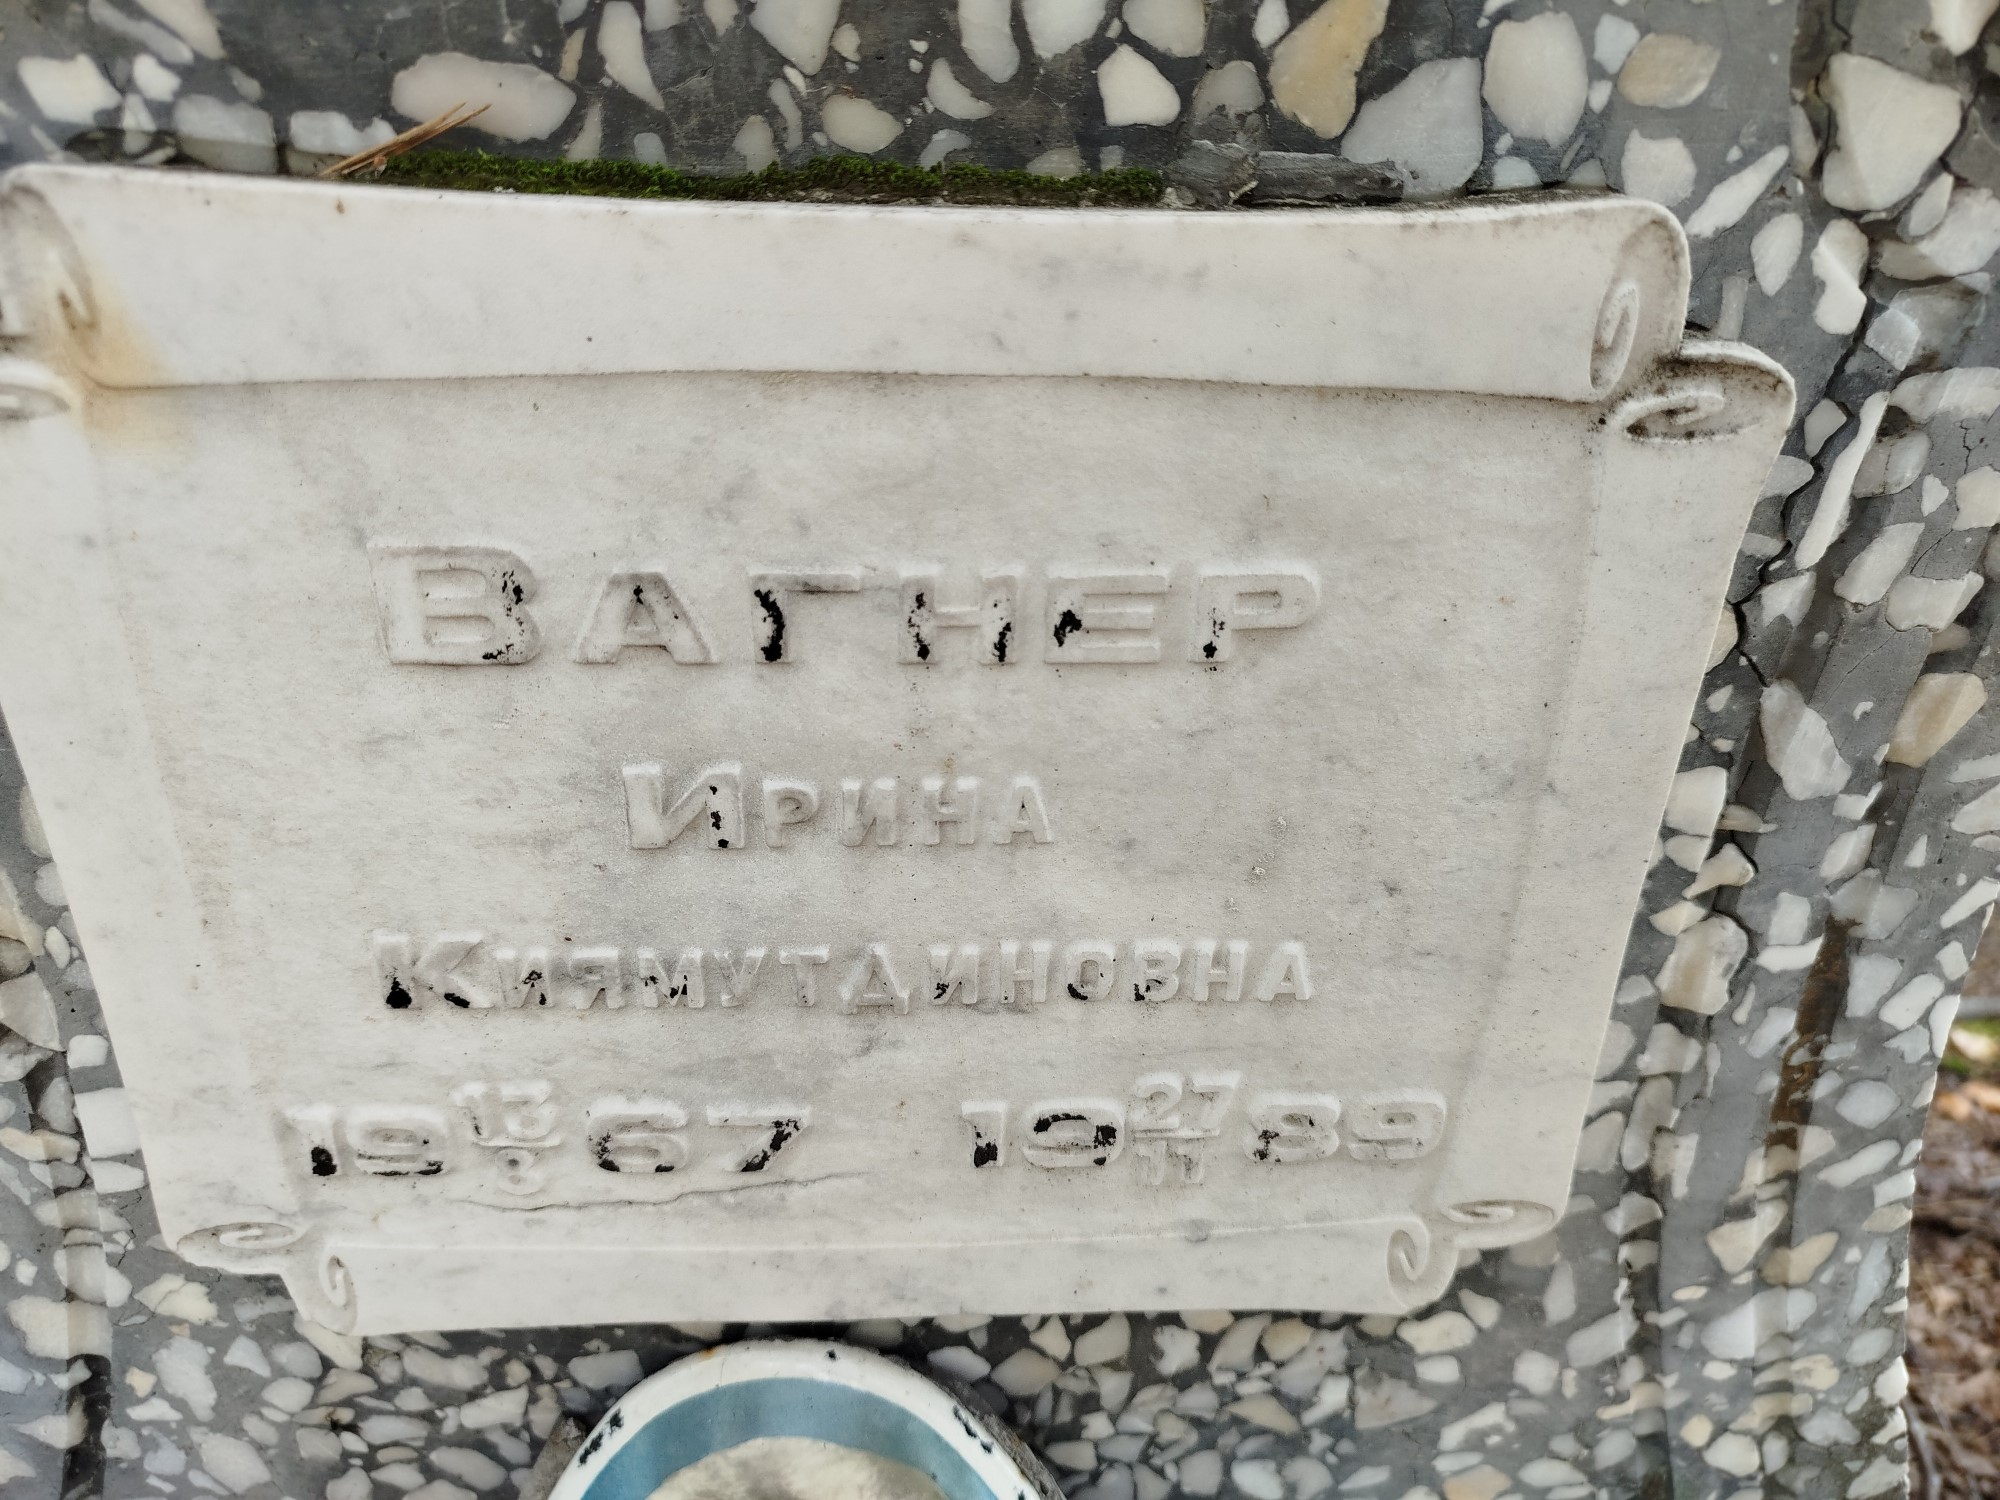 Вагнер
Ирина
Киямутдиновна
19 13/8 67 19 27/11 89